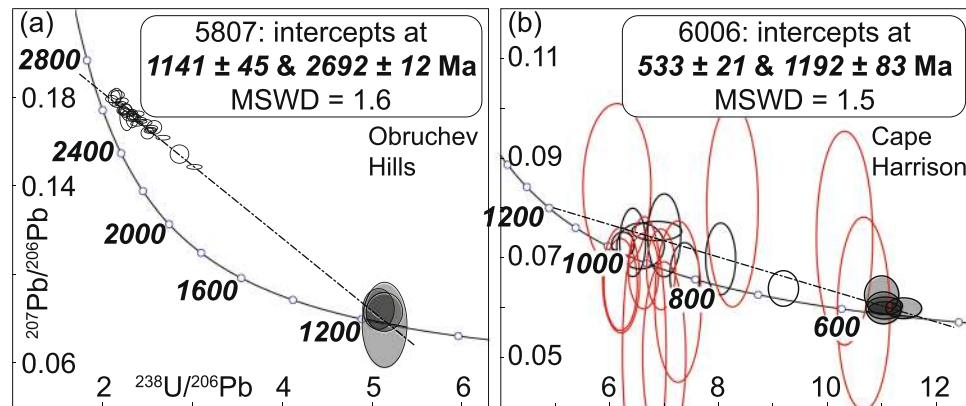 (a)
5807: intercepts at
1141 ± 45 & 2692 ± 12 Ma
MSWD = 1.6
Obruchev
Hills
2800
2400
2000
1600
1200
0.18
0.14
0.06
207Pb/206Pb
2
238U/206Pb
4
5
6
(b)
6006: intercepts at
533 ± 21 & 1192 ± 83 Ma
MSWD = 1.5
Cape
Harrison
0.11
0.09
0.07
0.05
1200
1000
800
600
6
8
10
12